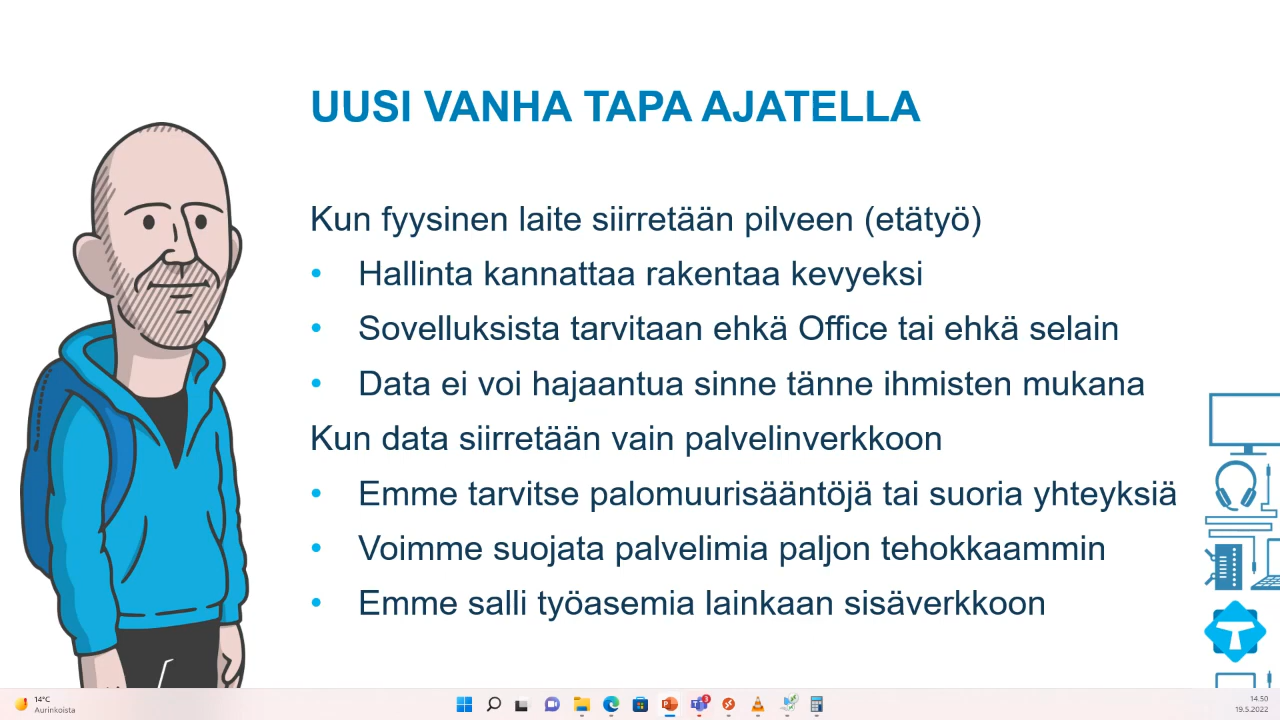 UUSI VANHA TAPA AJATELLA
Kun fyysinen laite siirretään pilveen (etätyö)
• Hallinta kannattaa rakentaa kevyeksi
• Sovelluksista tarvitaan ehkä Office tai ehkä selain
• Data ei voi hajaantua sinne tänne ihmisten mukana
Kun data siirretään vain palvelinverkkoon
• Emme tarvitse palomuurisääntöjä tai suoria yhteyksiä
• Voimme suojata palvelimia paljon tehokkaammin
• Emme salli työasemia lainkaan sisäverkkoon
14°C
Aurinkoista
3
14.50
19.5.2022